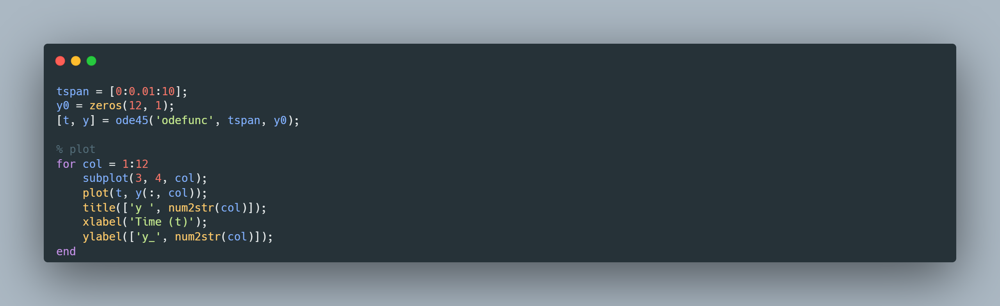 tspan = [0:0.01:10];
y0 = zeros(12, 1);
[t, y] = ode45('odefunc', tspan, y0);
% plot
for col = 1:12
    subplot(3, 4, col);
    plot(t, y(:, col));
    title(['y ', num2str(col)]);
    xlabel('Time (t)');
    ylabel(['y_', num2str(col)]);
end